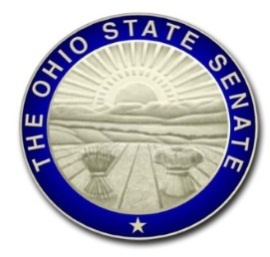 THE OHIO STATE SENATE